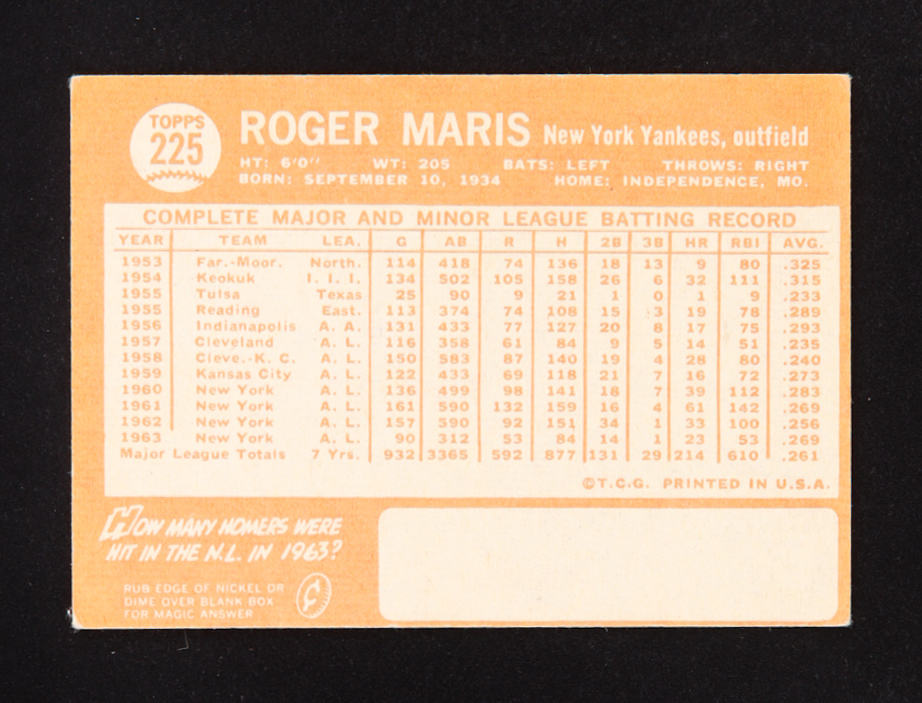 TOPPS
225
ROGER MARIS New York Yankees, outfield
HT: 6'0" WT: 205 BATS: LEFT THROWS: RIGHT
BORN: SEPTEMBER 10, 1934 HOME: INDEPENDENCE, MO.
COMPLETE MAJOR AND MINOR LEAGUE BATTING RECORD
YEAR TEAM LEA. G AB R H 2B 3B HR RBI AVG.
1953 Far.-Moor. North. 114 418 74 136 18 13 9 80 .325
1954 Keokuk I. I. I. 134 502 105 158 26 6 32 111 .315
1955 Tulsa Texas 25 90 9 21 1 0 1 9 .233
1955 Reading East. 113 374 74 108 15 3 19 78 .289
1956 Indianapolis A. A. 131 433 77 127 20 8 17 75 .293
1957 Cleveland A. L. 116 358 61 84 9 5 14 51 .235
1958 Cleve.-K. C. A. L. 150 583 87 140 19 4 28 80 .240
1959 Kansas City A. L. 122 433 69 118 21 7 16 72 .273
1960 New York A. L. 136 499 98 141 18 7 39 112 .283
1961 New York A. L. 161 590 132 159 16 4 61 142 .269
1962 New York A. L. 157 590 92 151 34 1 33 100 .256
1963 New York A. L. 90 312 53 84 14 1 23 53 .269
Major League Totals 7 Yrs. 932 3365 592 877 131 29 214 610 .261
©T.C.G. PRINTED IN U.S.A.
HOW MANY HOMERS WERE
HIT IN THE N.L. IN 1963?
RUB EDGE OF NICKEL OR
DIME OVER BLANK BOX
FOR MAGIC ANSWER
¢